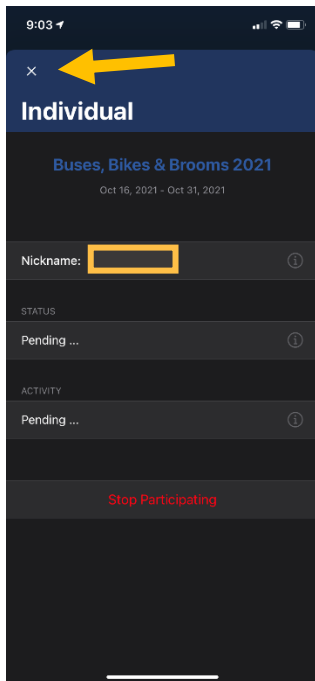 9:03
×
Individual
Buses, Bikes & Brooms 2021
Oct 16, 2021 - Oct 31, 2021
Nickname:
STATUS
Pending ...
ACTIVITY
Pending ...
Stop Participating